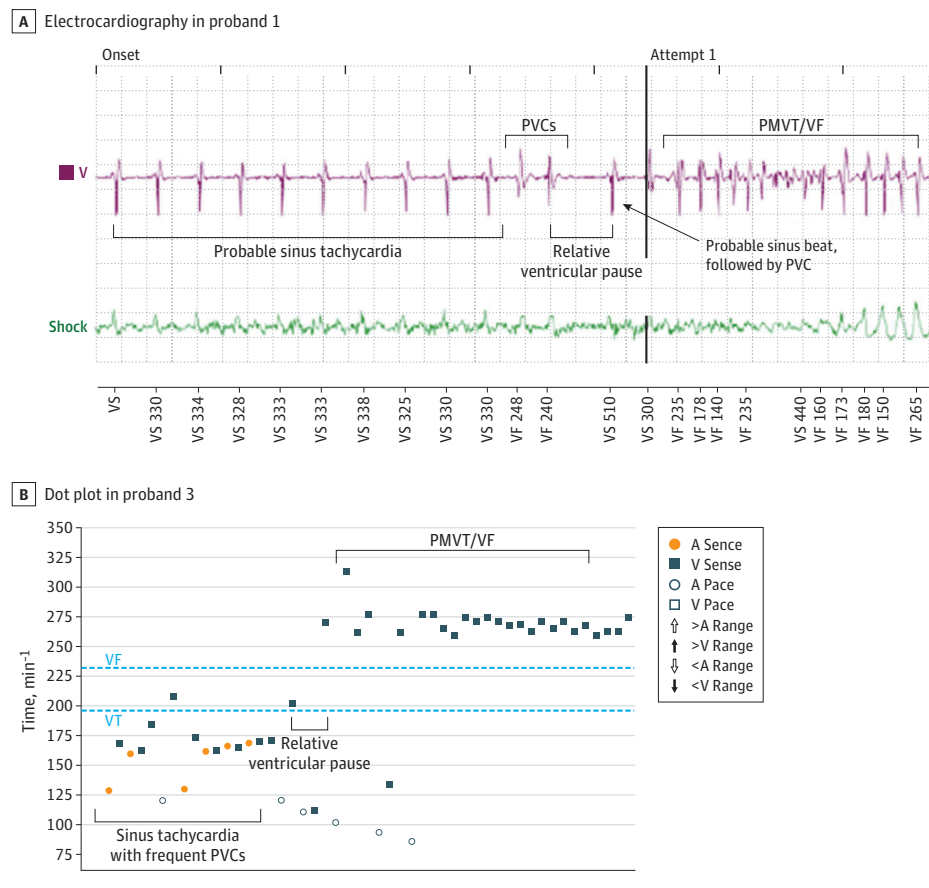 A Electrocardiography in proband 1
Onset
Attempt 1
PVCs
PMVT/VF
V
Probable sinus tachycardia
Relative
ventricular pause
Probable sinus beat,
followed by PVC
Shock
VS
VS 330
VS 334
VS 328
VS 333
VS 333
VS 338
VS 325
VS 330
VS 330
VF 248
VF 240
VS 510
VS 300
VF 235
VF 178
VF 140
VF 235
VS 440
VF 160
VF 173
VF 180
VF 150
VF 265
B Dot plot in proband 3
350
325
300
275
250
225
200
175
150
125
100
75
Time, min-1
PMVT/VF
VF
VT
Relative
ventricular pause
Sinus tachycardia
with frequent PVCs
A Sence
V Sense
A Pace
V Pace
>A Range
>V Range
<A Range
<V Range